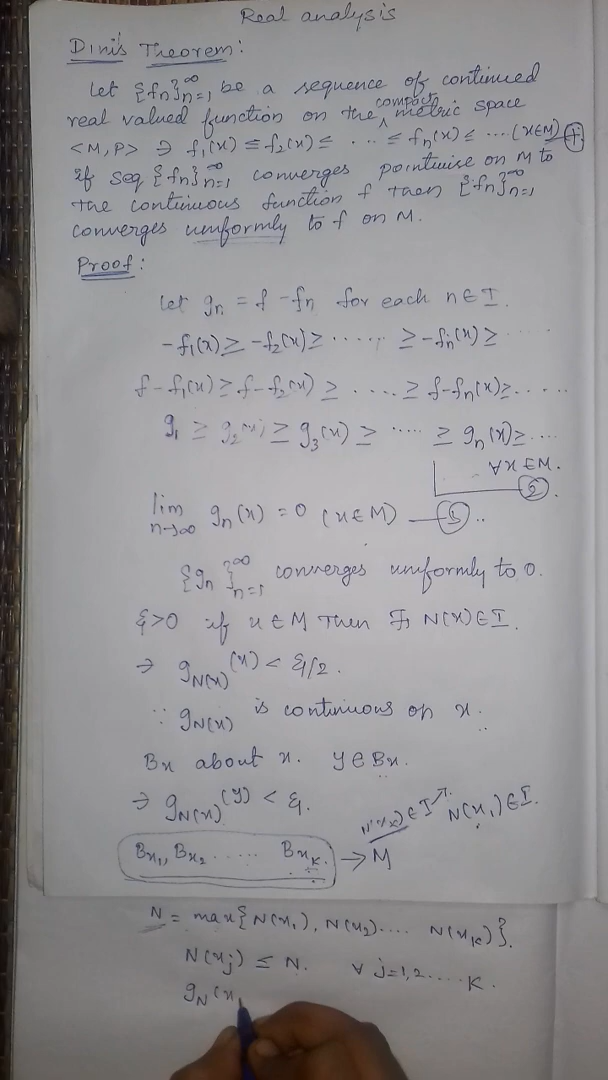 Real analysis
Dinis Theorem:
Let {fn}∞n=1 be a sequence of continued
real valued function on the compact metric space
<M, P> ∋ f1(x) ≤ f2(x) ≤ ... ≤ fn(x) ≤ ... (x∈M)
if seq {fn}∞n=1 converges pointwise on M to
the continuous function f then {fn}∞n=1
converges uniformly to f on M.
Proof:
Let gn = f - fn for each n ∈ I.
-f1(x) ≥ -f2(x) ≥ ...... ≥ -fn(x) ≥ ......
f - f1(x) ≥ f - f2(x) ≥ ..... ≥ f - fn(x) ≥ ......
g1 ≥ g2(x) ≥ g3(x) ≥ ..... ≥ gn(x) ≥ ....
∀ x ∈ M.
lim n→∞ gn(x) = 0 (x ∈ M) — ⑤ ..
{gn}∞n=1 converges uniformly to 0.
ε>0 if x ∈ M Then ∃ N(x) ∈ I.
∋ gN(x)(x) < ε/2.
∵ gN(x) is continuous on x.
Bx about x. y ∈ Bx.
∋ gN(x)(y) < ε.
N(xk) ∈ I N(x1) ∈ I.
Bx1, Bx2 ..... Bxk. → M
N = max{N(x1), N(x2).... N(xk)}.
N(xj) ≤ N. ∀ j=1,2.....K.
gN(x